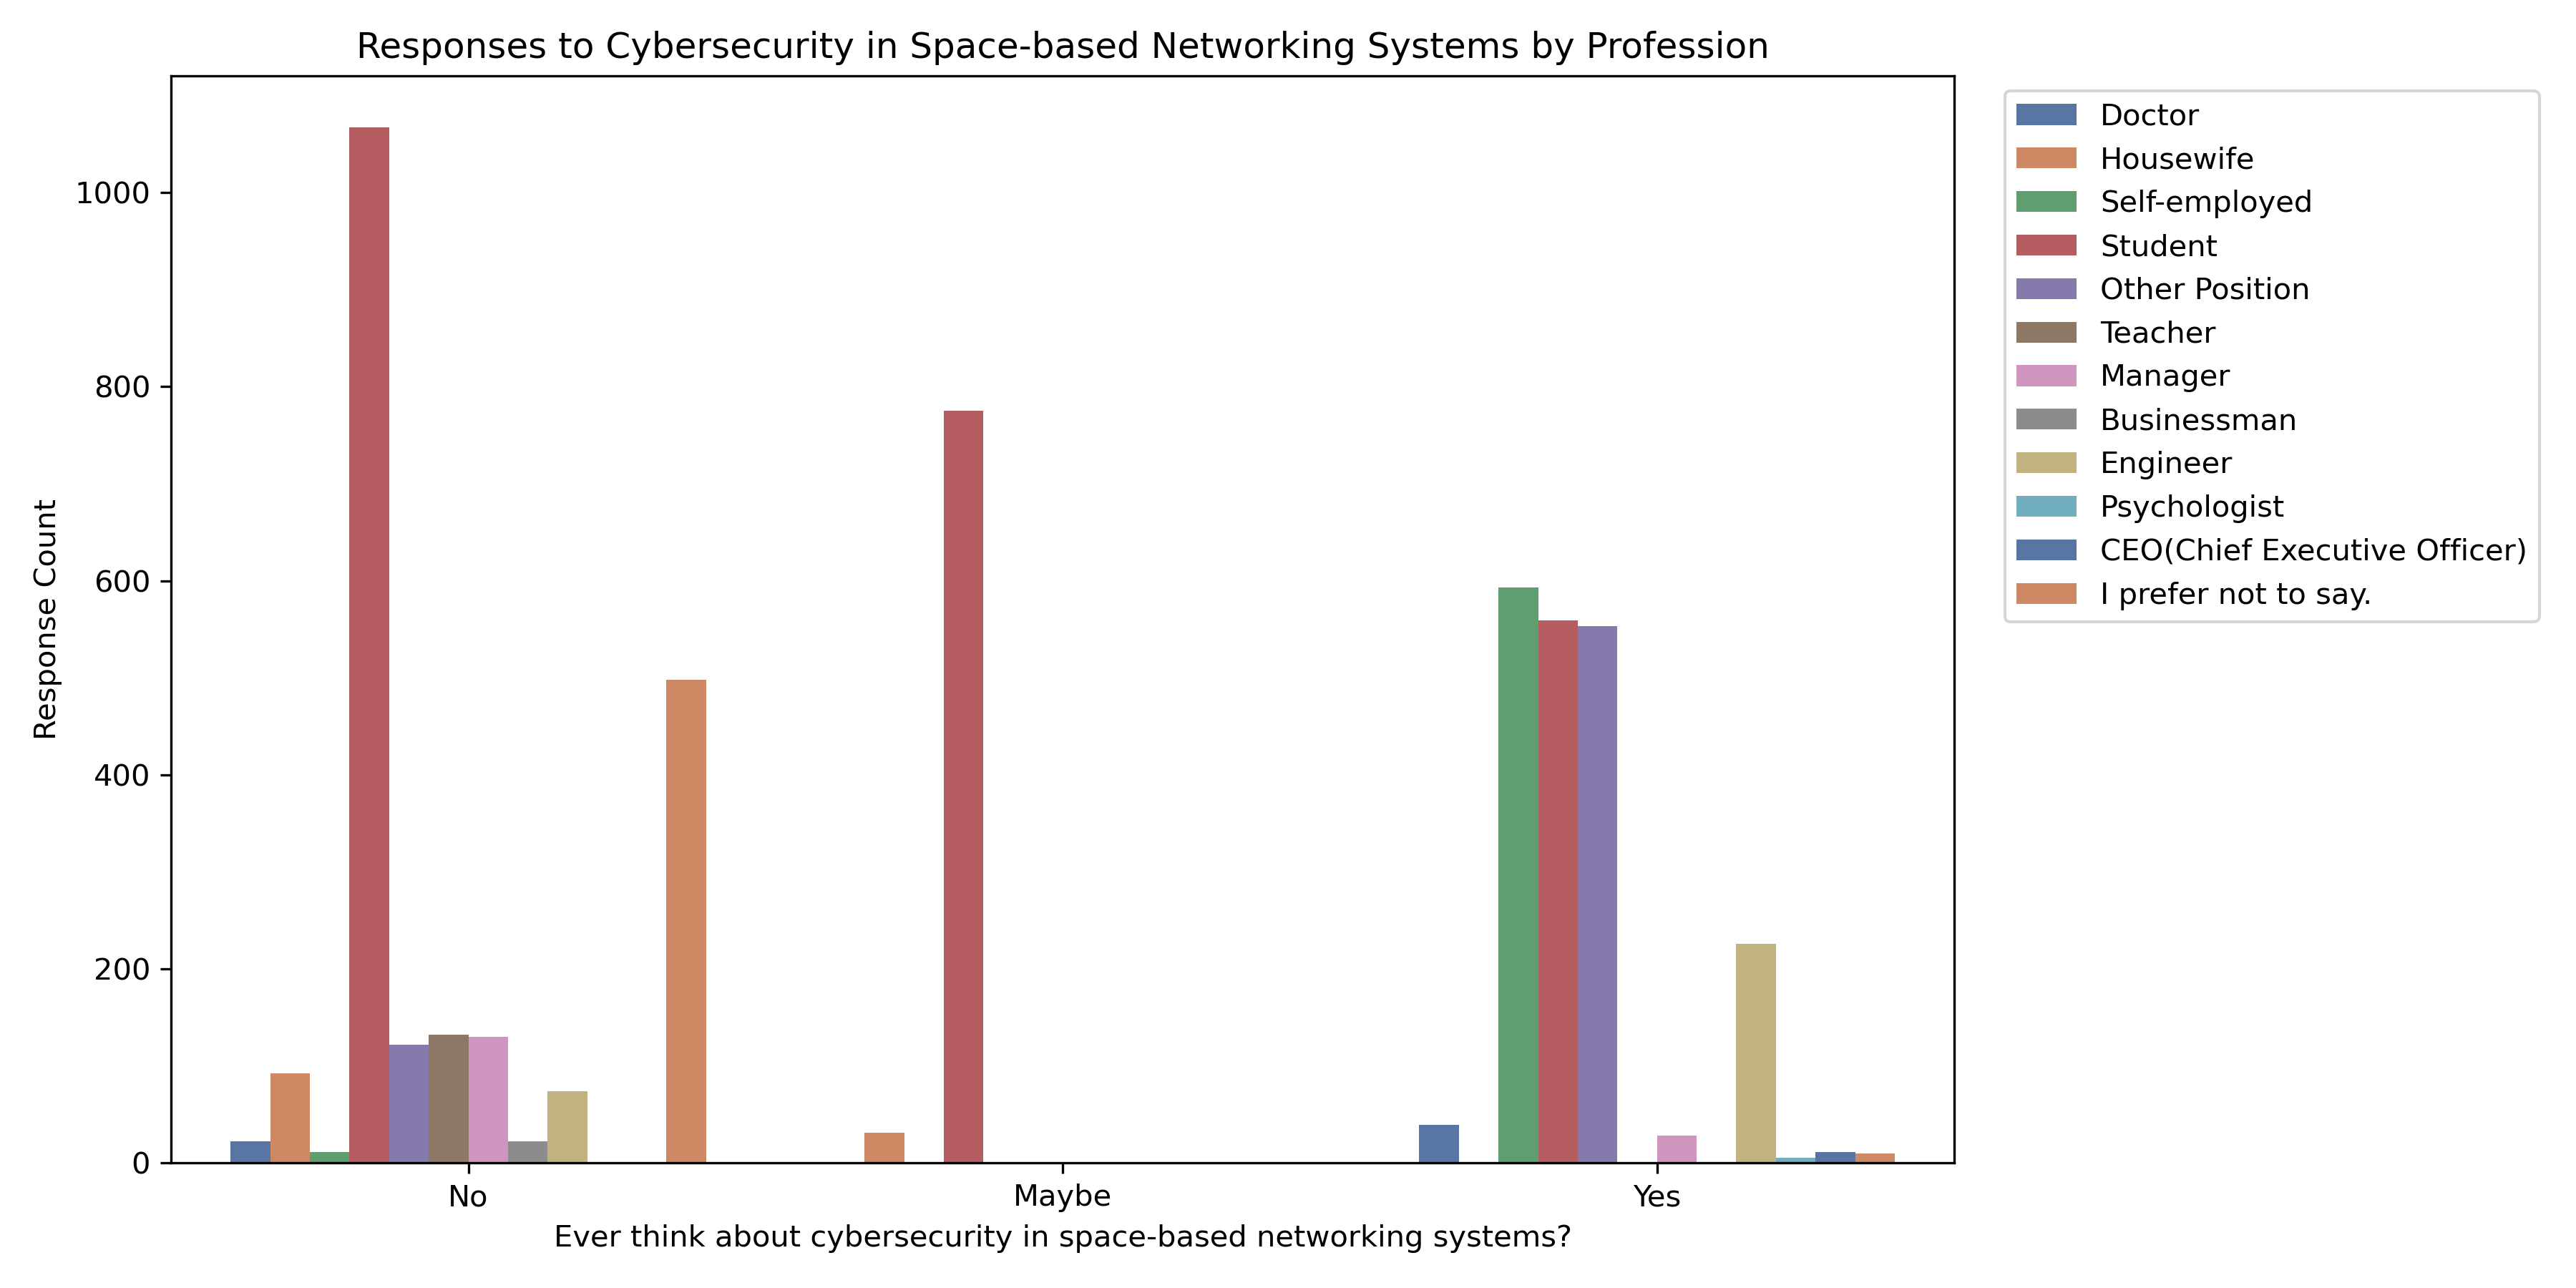 Responses to Cybersecurity in Space-based Networking Systems by Profession
Response Count
1000
800
600
400
200
0
No
Maybe
Yes
Ever think about cybersecurity in space-based networking systems?
Doctor
Housewife
Self-employed
Student
Other Position
Teacher
Manager
Businessman
Engineer
Psychologist
CEO(Chief Executive Officer)
I prefer not to say.